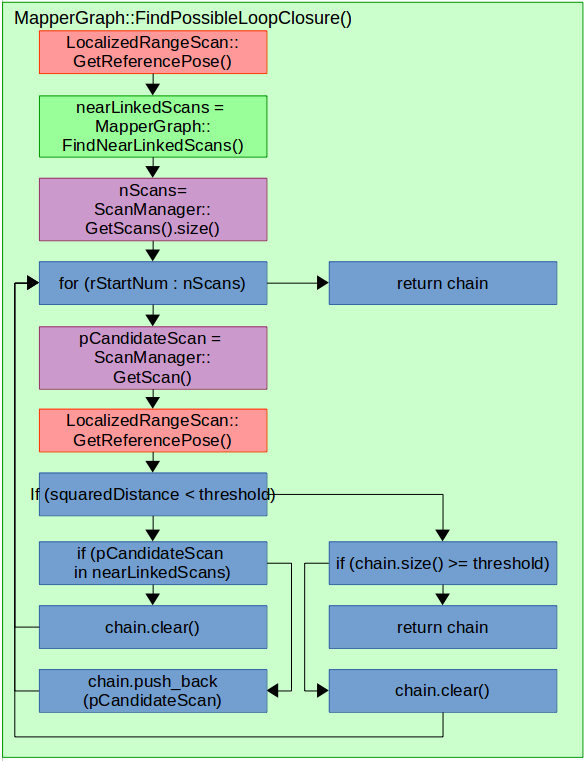 MapperGraph::FindPossibleLoopClosure()
LocalizedRangeScan::
GetReferencePose()
nearLinkedScans =
MapperGraph::
FindNearLinkedScans()
nScans=
ScanManager::
GetScans().size()
for (rStartNum : nScans)
return chain
pCandidateScan =
ScanManager::
GetScan()
LocalizedRangeScan::
GetReferencePose()
If (squaredDistance < threshold)
if (pCandidateScan
in nearLinkedScans)
if (chain.size() >= threshold)
chain.clear()
return chain
chain.push_back
(pCandidateScan)
chain.clear()